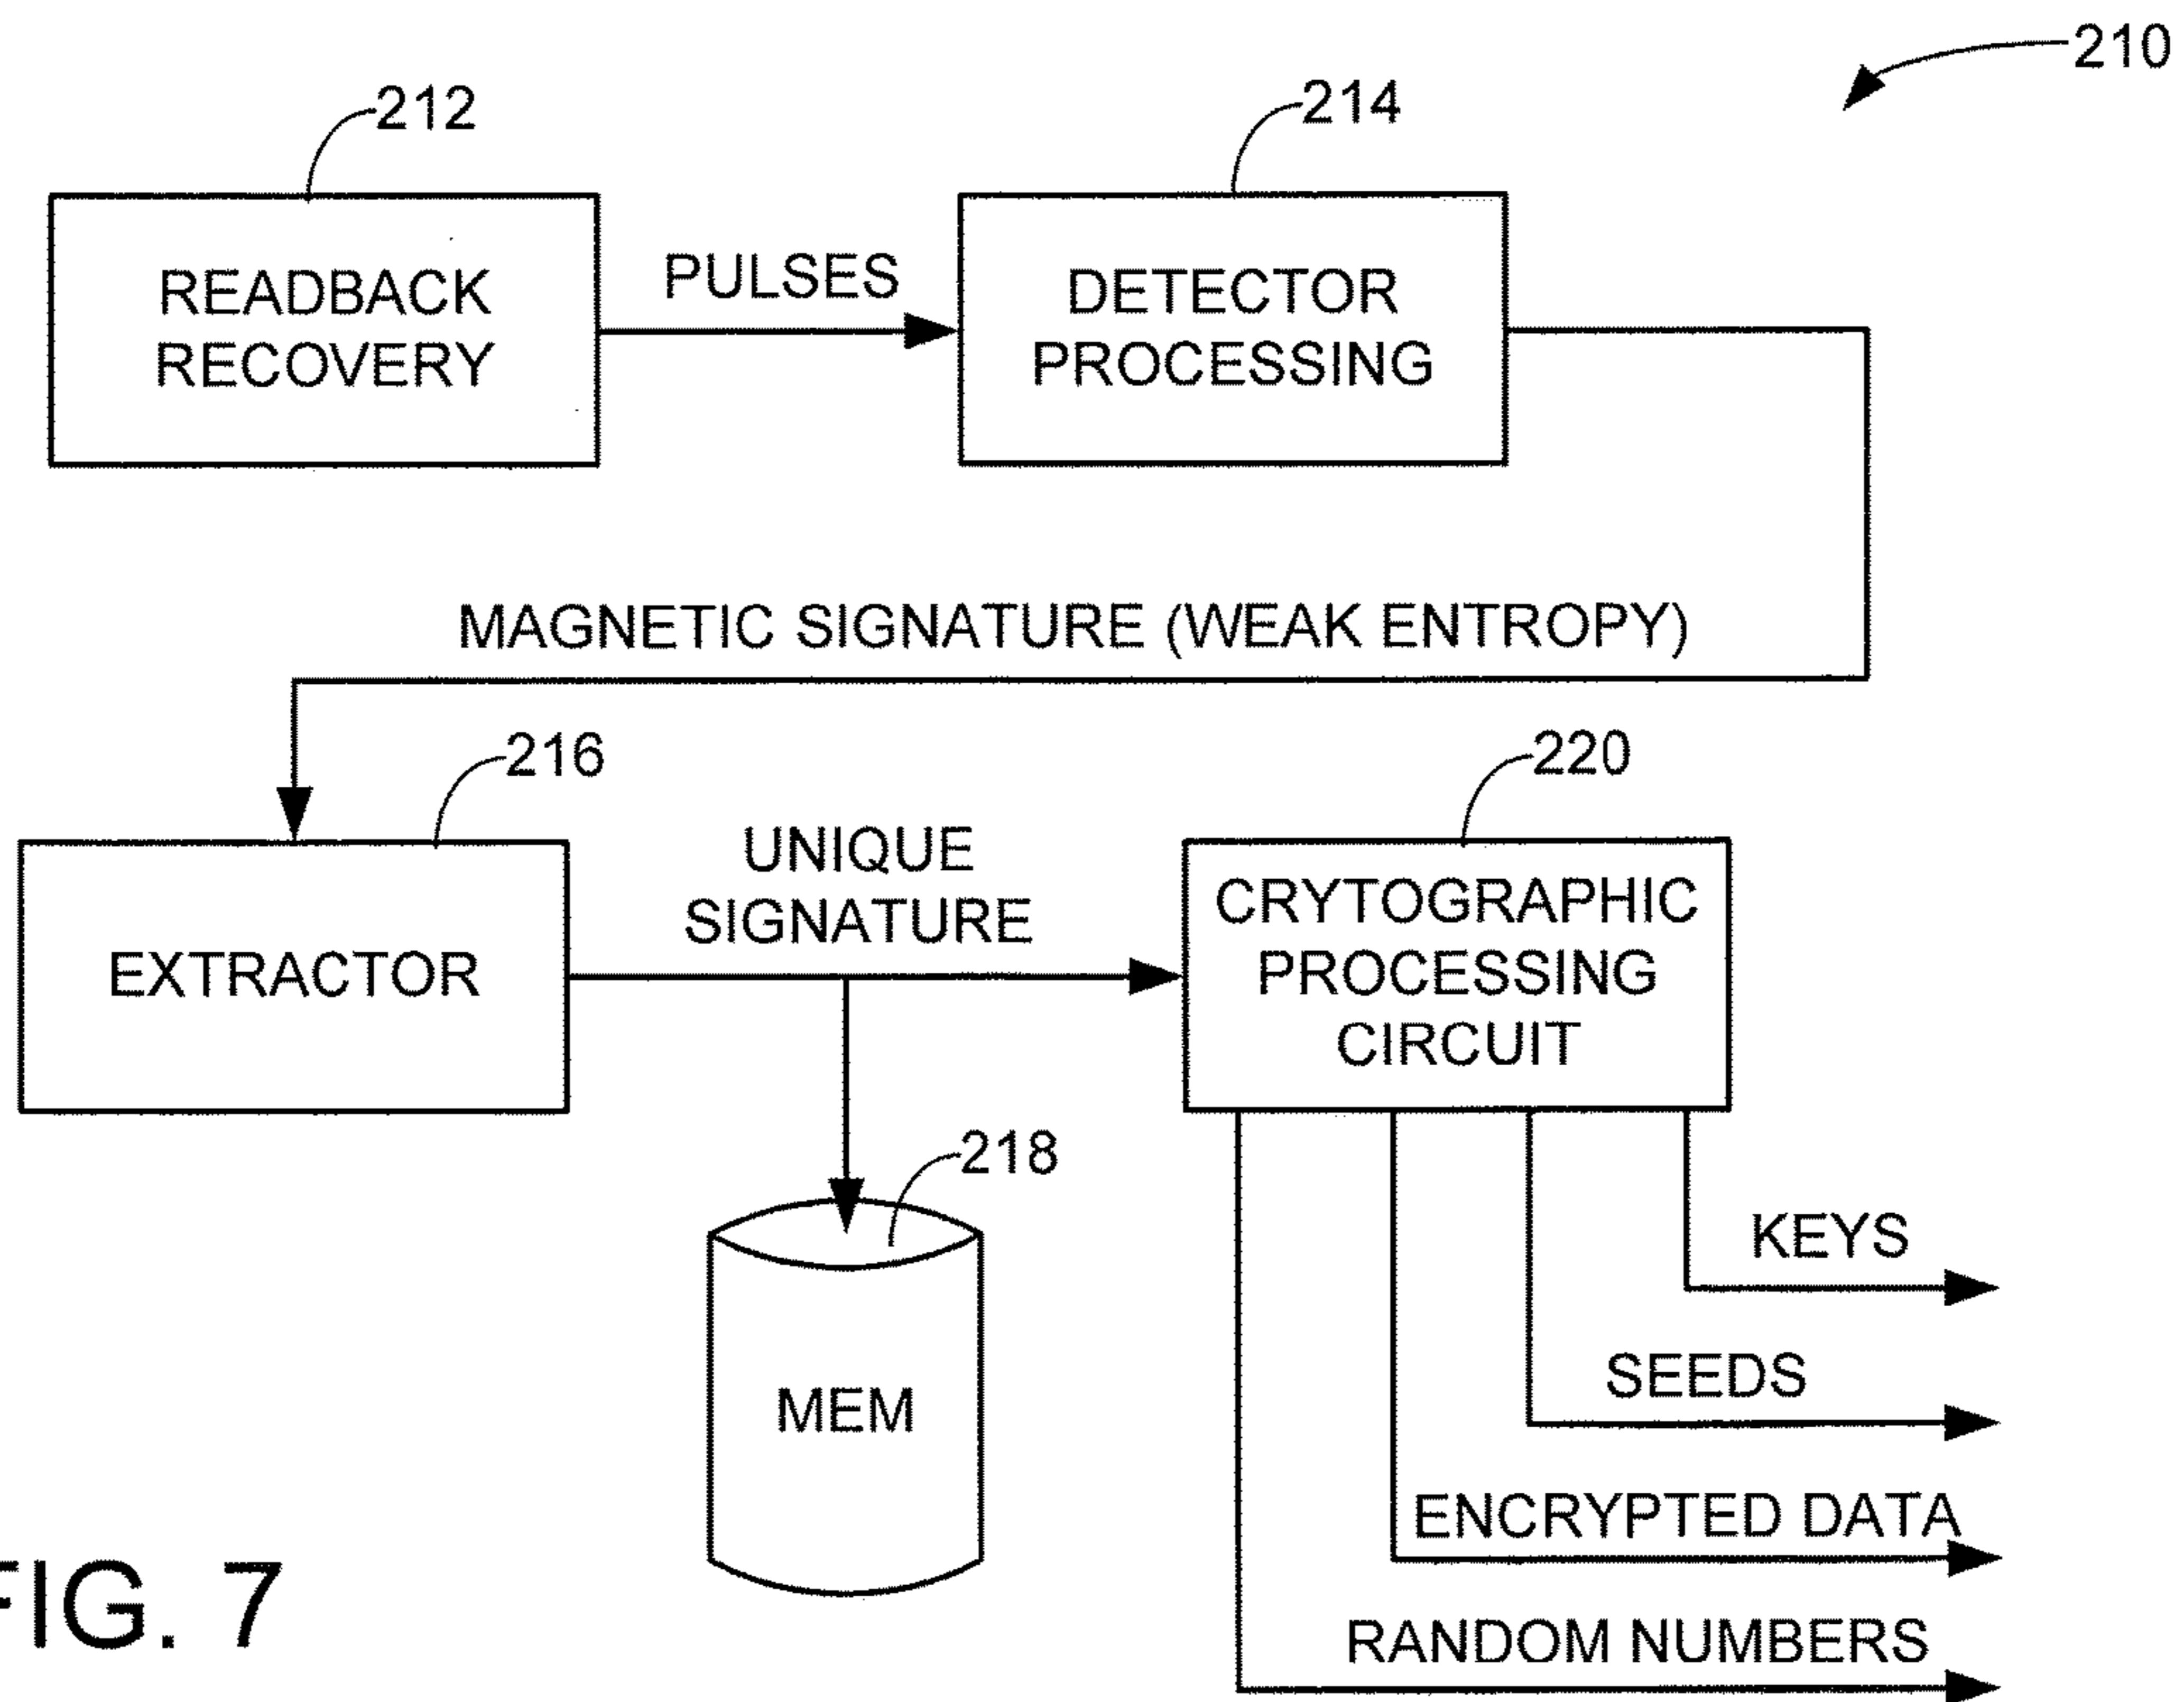 210
212
214
READBACK
RECOVERY
PULSES
DETECTOR
PROCESSING
MAGNETIC SIGNATURE (WEAK ENTROPY)
216
220
UNIQUE
SIGNATURE
EXTRACTOR
CRYTOGRAPHIC
PROCESSING
CIRCUIT
218
MEM
KEYS
SEEDS
ENCRYPTED DATA
RANDOM NUMBERS
FIG. 7